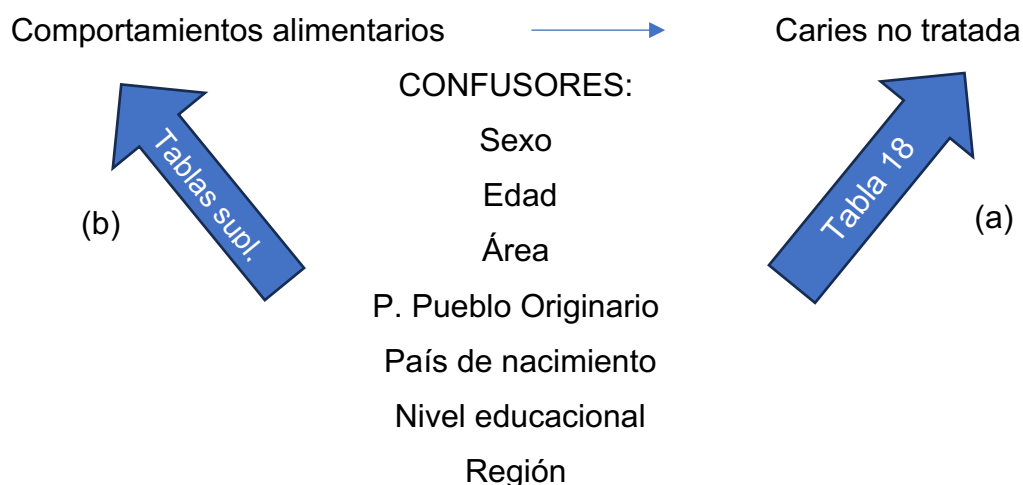 Comportamientos alimentarios
Caries no tratada
CONFUSORES:
Sexo
Edad
Área
P. Pueblo Originario
País de nacimiento
Nivel educacional
Región
Tablas supl.
(b)
Tabla 18
(a)